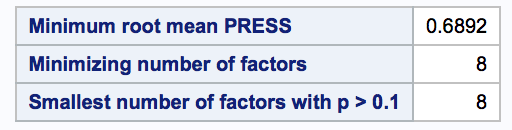 Minimum root mean PRESS 0.6892
Minimizing number of factors 8
Smallest number of factors with p > 0.1 8